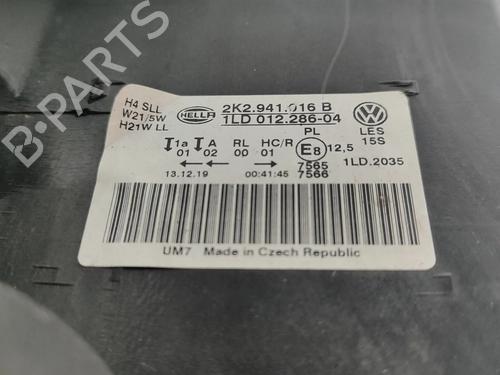 B-PARTS
H4 SLL
W21/5W
H21W LL
HELLA
2K2.941.016 B
1LD 012.286-04
1a A RL HC/R
01 02 00 01
PL
E8 12,5
7565
7566
LES
15S
1LD.2035
13.12.19 00:41:45
UM7 Made in Czech Republic